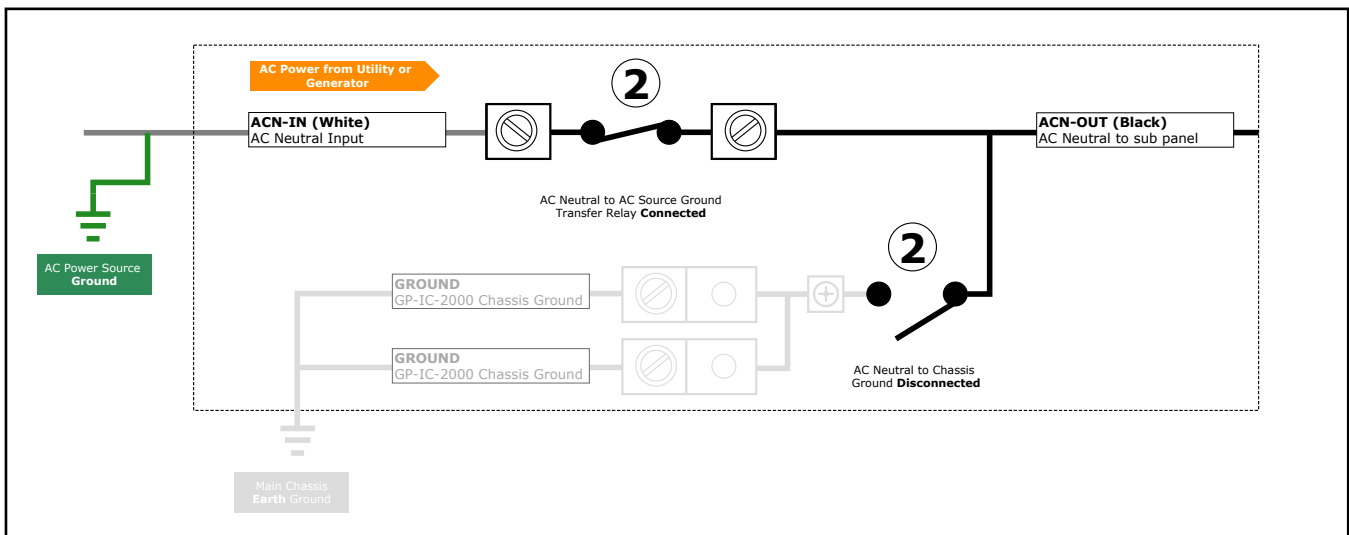 AC Power from Utility or
Generator
2
ACN-IN (White)
AC Neutral Input
ACN-OUT (Black)
AC Neutral to sub panel
AC Neutral to AC Source Ground
Transfer Relay Connected
2
AC Power Source
Ground
GROUND
GP-IC-2000 Chassis Ground
GROUND
GP-IC-2000 Chassis Ground
AC Neutral to Chassis
Ground Disconnected
Main Chassis
Earth Ground